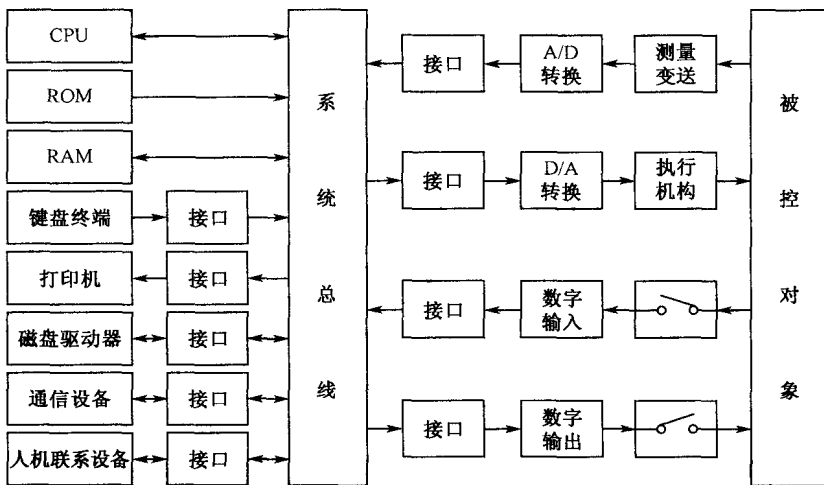 CPU
ROM
RAM
键盘终端
接口
打印机
接口
磁盘驱动器
接口
通信设备
接口
人机联系设备
接口
系统总线
接口
A/D
转换
测量
变送
接口
D/A
转换
执行
机构
接口
数字
输入
接口
数字
输出
被控对象